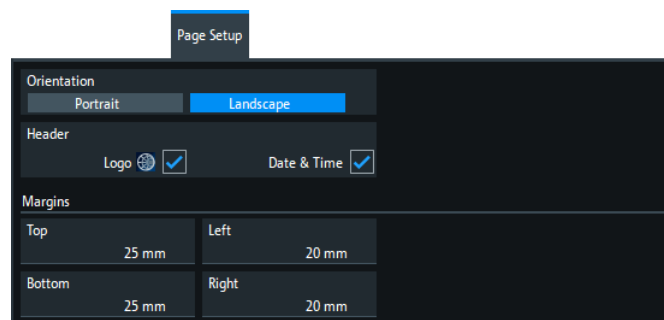 Page Setup
Orientation
Portrait Landscape
Header
Logo Date & Time
Margins
Top Left
25 mm 20 mm
Bottom Right
25 mm 20 mm